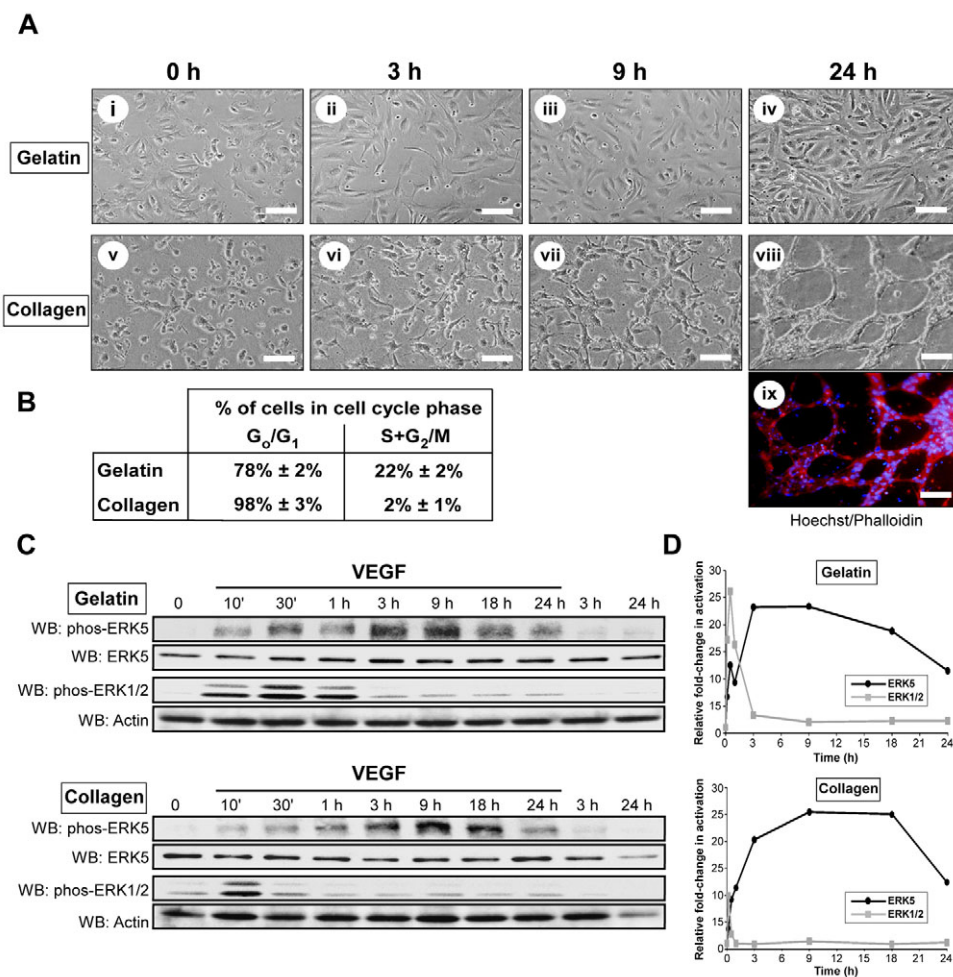 A
0 h 3 h 9 h 24 h
Gelatin
i ii iii iv
Collagen
v vi vii viii
ix
Hoechst/Phalloidin
B
% of cells in cell cycle phase
Go/G1 S+G2/M
Gelatin 78% ± 2% 22% ± 2%
Collagen 98% ± 3% 2% ± 1%
C
VEGF
Gelatin 0 10' 30' 1 h 3 h 9 h 18 h 24 h 3 h 24 h
WB: phos-ERK5
WB: ERK5
WB: phos-ERK1/2
WB: Actin
VEGF
Collagen 0 10' 30' 1 h 3 h 9 h 18 h 24 h 3 h 24 h
WB: phos-ERK5
WB: ERK5
WB: phos-ERK1/2
WB: Actin
D
Gelatin
Relative fold-change in activation
30
25
20
15
10
15
0
ERK5
ERK1/2
0 3 6 9 12 15 18 21 24
Time (h)
Collagen
Relative fold-change in activation
30
25
20
15
10
15
0
ERK5
ERK1/2
0 3 6 9 12 15 18 21 24
Time (h)